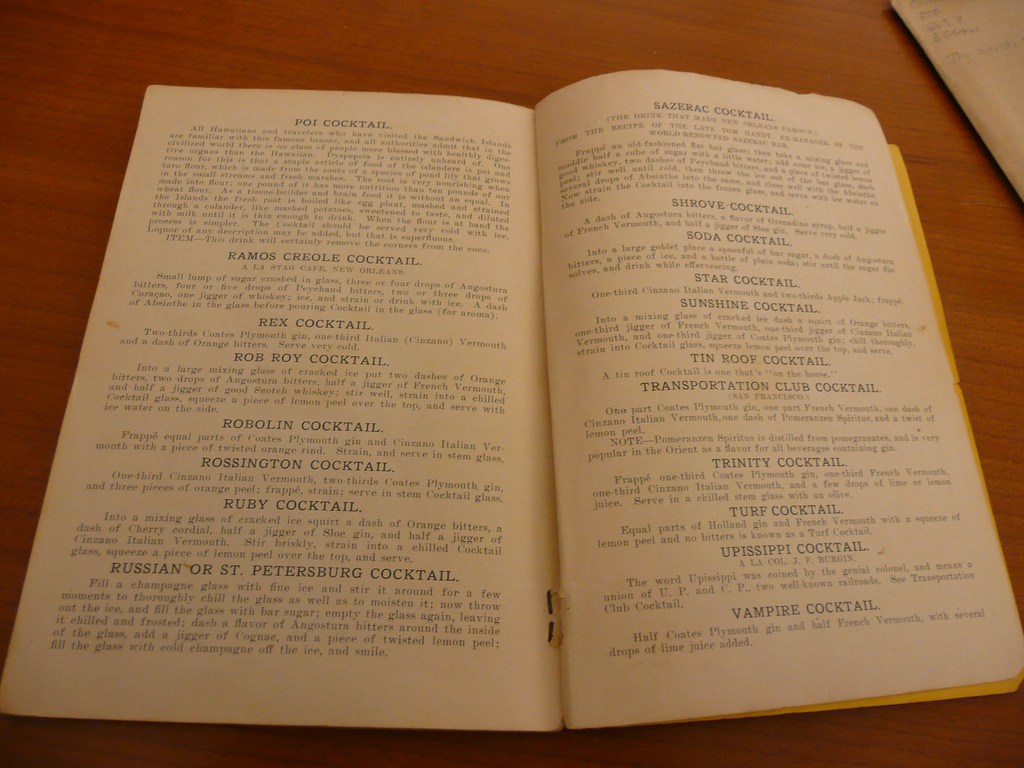 POI COCKTAIL.
All Hawaiians and travelers who have visited the Sandwich Islands
are familiar with this famous bracer, and all authorities admit that in the
civilized world there is no class of people more blessed with healthy diges-
tive organs than the Hawaiian. Dyspepsia is entirely unheard of. One
reason for this is that a staple article of food of the islanders is poi and
taro flour, which is made from the roots of a species of pond lily that grows
in the small streams and fresh marshes. The root is very nourishing when
made into flour; one pound of it has more nutrition than ten pounds of our
wheat flour. As a tissue-builder and brain food it is without an equal. In
the Islands the fresh root is boiled like egg plant, mashed and strained
through a colander, like mashed potatoes, sweetened to taste, and diluted
with milk until it is thin enough to drink. When the flour is at hand the
process is simpler. The Cocktail should be served very cold with ice.
Liquor of any description may be added, but that is superfluous.
ITEM—This drink will certainly remove the corners from the coco.
RAMOS CREOLE COCKTAIL.
A LA STAG CAFE, NEW ORLEANS.
Small lump of sugar crushed in glass, three or four drops of Angostura
bitters, four or five drops of Peychaud bitters, two or three drops of
Curaçao, one jigger of whiskey; ice, and strain or drink with ice. A dash
of Absinthe in the glass before pouring Cocktail in the glass (for aroma).
REX COCKTAIL.
Two-thirds Coates Plymouth gin, one-third Italian (Cinzano) Vermouth
and a dash of Orange bitters. Serve very cold.
ROB ROY COCKTAIL.
Into a large mixing glass of cracked ice put two dashes of Orange
bitters, two drops of Angostura bitters, half a jigger of French Vermouth,
and half a jigger of good Scotch whiskey; stir well, strain into a chilled
Cocktail glass, squeeze a piece of lemon peel over the top, and serve with
ice water on the side.
ROBOLIN COCKTAIL.
Frappé equal parts of Coates Plymouth gin and Cinzano Italian Ver-
mouth with a piece of twisted orange rind. Strain, and serve in stem glass.
ROSSINGTON COCKTAIL.
One-third Cinzano Italian Vermouth, two-thirds Coates Plymouth gin,
and three pieces of orange peel; frappé, strain; serve in stem Cocktail glass.
RUBY COCKTAIL.
Into a mixing glass of cracked ice squirt a dash of Orange bitters, a
dash of Cherry cordial, half a jigger of Sloe gin, and half a jigger of
Cinzano Italian Vermouth. Stir briskly, strain into a chilled Cocktail
glass, squeeze a piece of lemon peel over the top, and serve.
RUSSIAN OR ST. PETERSBURG COCKTAIL.
Fill a champagne glass with fine ice and stir it around for a few
moments to thoroughly chill the glass as well as to moisten it; now throw
out the ice, and fill the glass with bar sugar; empty the glass again, leaving
it chilled and frosted; dash a flavor of Angostura bitters around the inside
of the glass, add a jigger of Cognac, and a piece of twisted lemon peel;
fill the glass with cold champagne off the ice, and smile.
SAZERAC COCKTAIL.
(THE DRINK THAT MADE NEW ORLEANS FAMOUS.)
FROM THE RECIPE OF THE LATE TOM HANDY, EX-MANAGER OF THE
WORLD-RENOWNED SAZERAC BAR.
Frappé an old-fashioned flat bar glass; then take a mixing glass and
muddle half a cube of sugar with a little water; add some ice, a jigger of
good whiskey, two dashes of Peychaud bitters, and a piece of twisted lemon
peel; stir well until cold, then throw the ice out of the bar glass, dash
several drops of Absinthe into the same, and rinse well with the Absinthe.
Now strain the Cocktail into the frozen glass, and serve with ice water on
the side.
SHROVE COCKTAIL.
A dash of Angostura bitters, a flavor of Grenadine syrup, half a jigger
of French Vermouth, and half a jigger of Sloe gin. Serve very cold.
SODA COCKTAIL.
Into a large goblet place a spoonful of bar sugar, a dash of Angostura
bitters, a piece of ice, and a bottle of plain soda; stir until the sugar dis-
solves, and drink while effervescing.
STAR COCKTAIL.
One-third Cinzano Italian Vermouth and two-thirds Apple Jack; frappé.
SUNSHINE COCKTAIL.
Into a mixing glass of cracked ice dash a squirt of Orange bitters,
one-third jigger of French Vermouth, one-third jigger of Cinzano Italian
Vermouth, and one-third jigger of Coates Plymouth gin; chill thoroughly,
strain into Cocktail glass, squeeze lemon peel over the top, and serve.
TIN ROOF COCKTAIL.
A tin roof Cocktail is one that's "on the house."
TRANSPORTATION CLUB COCKTAIL.
(SAN FRANCISCO.)
One part Coates Plymouth gin, one part French Vermouth, one dash of
Cinzano Italian Vermouth, one dash of Pomeranzen Spiritus, and a twist of
lemon peel.
NOTE—Pomeranzen Spiritus is distilled from pomegranates, and is very
popular in the Orient as a flavor for all beverages containing gin.
TRINITY COCKTAIL.
Frappé one-third Coates Plymouth gin, one-third French Vermouth,
one-third Cinzano Italian Vermouth, and a few drops of lime or lemon
juice. Serve in a chilled stem glass with an olive.
TURF COCKTAIL.
Equal parts of Holland gin and French Vermouth with a squeeze of
lemon peel and no bitters is known as a Turf Cocktail.
UPISSIPPI COCKTAIL.
A LA COL. J. F. BURGIN.
The word Upissippi was coined by the genial colonel, and means a
union of U. P. and C. P., two well-known railroads. See Transportation
Club Cocktail.
VAMPIRE COCKTAIL.
Half Coates Plymouth gin and half French Vermouth, with several
drops of lime juice added.